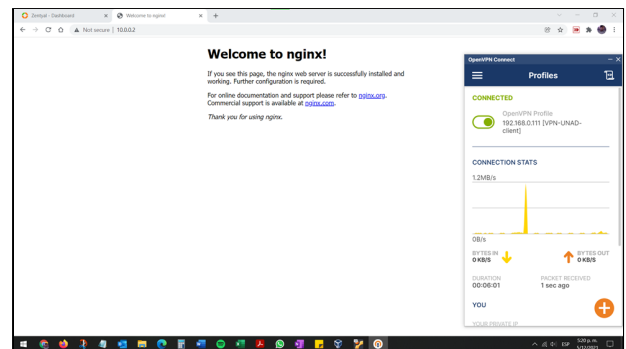 Zentyal - Dashboard
Welcome to nginx!
Not secure | 10.0.0.2
Welcome to nginx!
If you see this page, the nginx web server is successfully installed and
working. Further configuration is required.
For online documentation and support please refer to nginx.org.
Commercial support is available at nginx.com.
Thank you for using nginx.
OpenVPN Connect
Profiles
CONNECTED
OpenVPN Profile
192.168.0.111 [VPN-UNAD-
client]
CONNECTION STATS
1.2MB/s
0B/s
BYTES IN
0 KB/S
BYTES OUT
0 KB/S
DURATION
00:06:01
PACKET RECEIVED
1 sec ago
YOU
YOUR PRIVATE IP
ESP
5:20 p. m.
5/12/2021